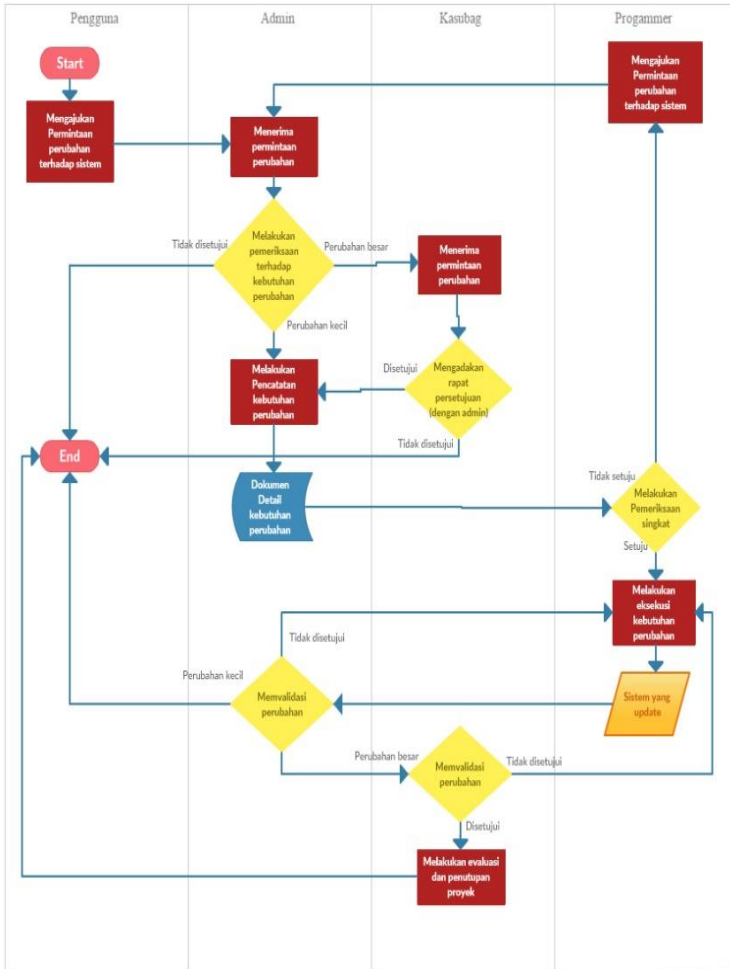 Pengguna
Admin
Kasubag
Progammer
Start
Mengajukan
Permintaan
perubahan
terhadap sistem
Menerima
permintaan
perubahan
Mengajukan
Permintaan
perubahan
terhadap sistem
Tidak disetujui
Melakukan
pemeriksaan
terhadap
kebutuhan
perubahan
Perubahan besar
Menerima
permintaan
perubahan
Perubahan kecil
Melakukan
Pencatatan
kebutuhan
perubahan
Disetujui
Mengadakan
rapat
persetujuan
(dengan admin)
Tidak disetujui
End
Dokumen
Detail
kebutuhan
perubahan
Tidak setuju
Melakukan
Pemeriksaan
singkat
Setuju
Melakukan
eksekusi
kebutuhan
perubahan
Tidak disetujui
Perubahan kecil
Memvalidasi
perubahan
Sistem yang
update
Perubahan besar
Memvalidasi
perubahan
Tidak disetujui
Disetujui
Melakukan evaluasi
dan penutupan
proyek